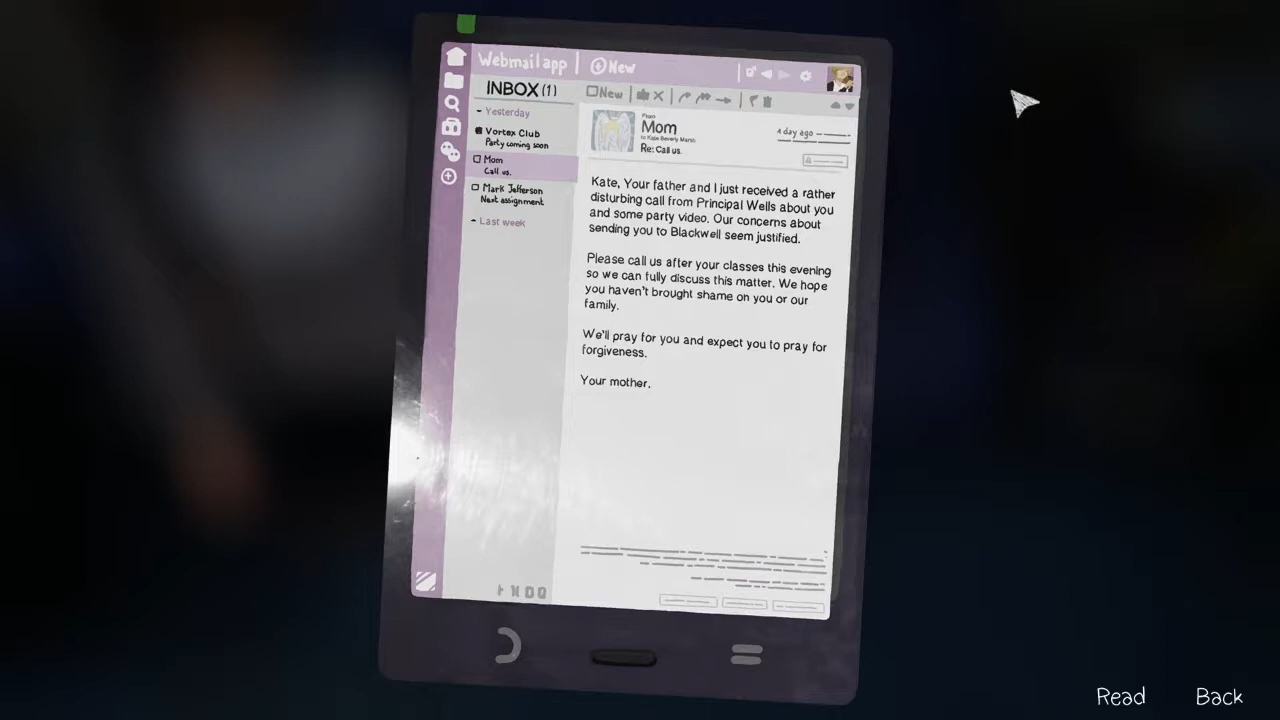 Webmail app
New
INBOX (1)
New
Yesterday
Vortex Club
Party coming soon
Mom
Call us.
Mark Jefferson
Next assignment
Last week
From
Mom
to Kate Beverly Marsh
Re: Call us.
1 day ago
Kate, Your father and I just received a rather
disturbing call from Principal Wells about you
and some party video. Our concerns about
sending you to Blackwell seem justified.
Please call us after your classes this evening
so we can fully discuss this matter. We hope
you haven't brought shame on you or our
family.
We'll pray for you and expect you to pray for
forgiveness.
Your mother.
Read
Back